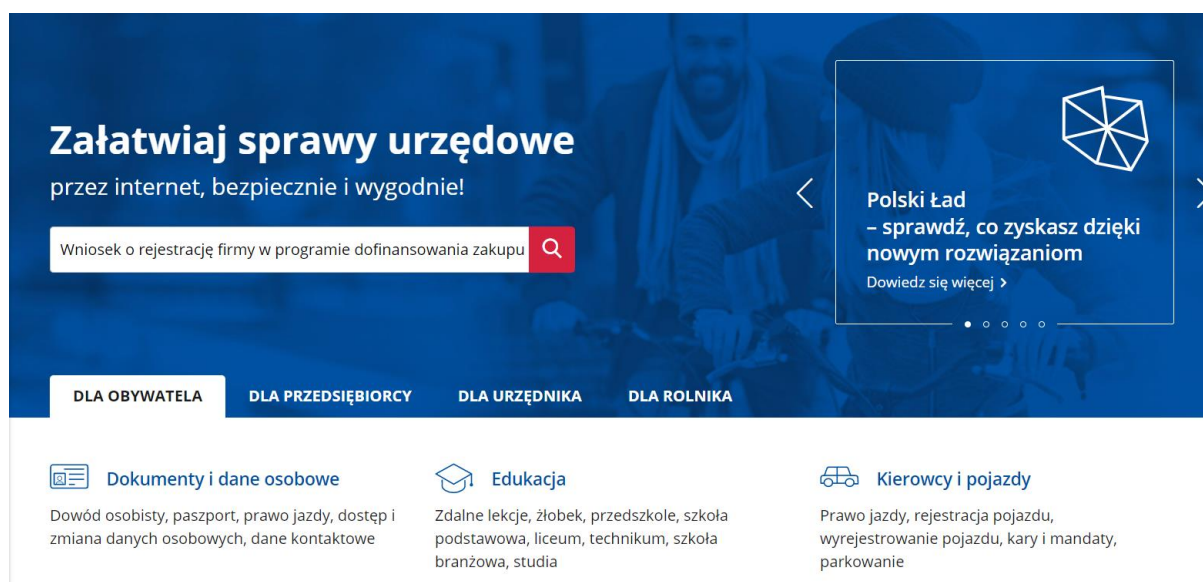 Załatwiaj sprawy urzędowe
przez internet, bezpiecznie i wygodnie!
Wniosek o rejestrację firmy w programie dofinansowania zakupu
Polski Ład
– sprawdź, co zyskasz dzięki
nowym rozwiązaniom
Dowiedz się więcej >
DLA OBYWATELA
DLA PRZEDSIĘBIORCY
DLA URZĘDNIKA
DLA ROLNIKA
Dokumenty i dane osobowe
Dowód osobisty, paszport, prawo jazdy, dostęp i
zmiana danych osobowych, dane kontaktowe
Edukacja
Zdalne lekcje, żłobek, przedszkole, szkoła
podstawowa, liceum, technikum, szkoła
branżowa, studia
Kierowcy i pojazdy
Prawo jazdy, rejestracja pojazdu,
wyrejestrowanie pojazdu, kary i mandaty,
parkowanie